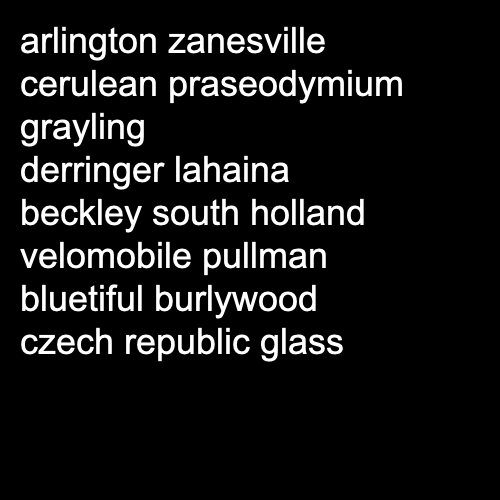 arlington zanesville
cerulean praseodymium
grayling
derringer lahaina
beckley south holland
velomobile pullman
bluetiful burlywood
czech republic glass